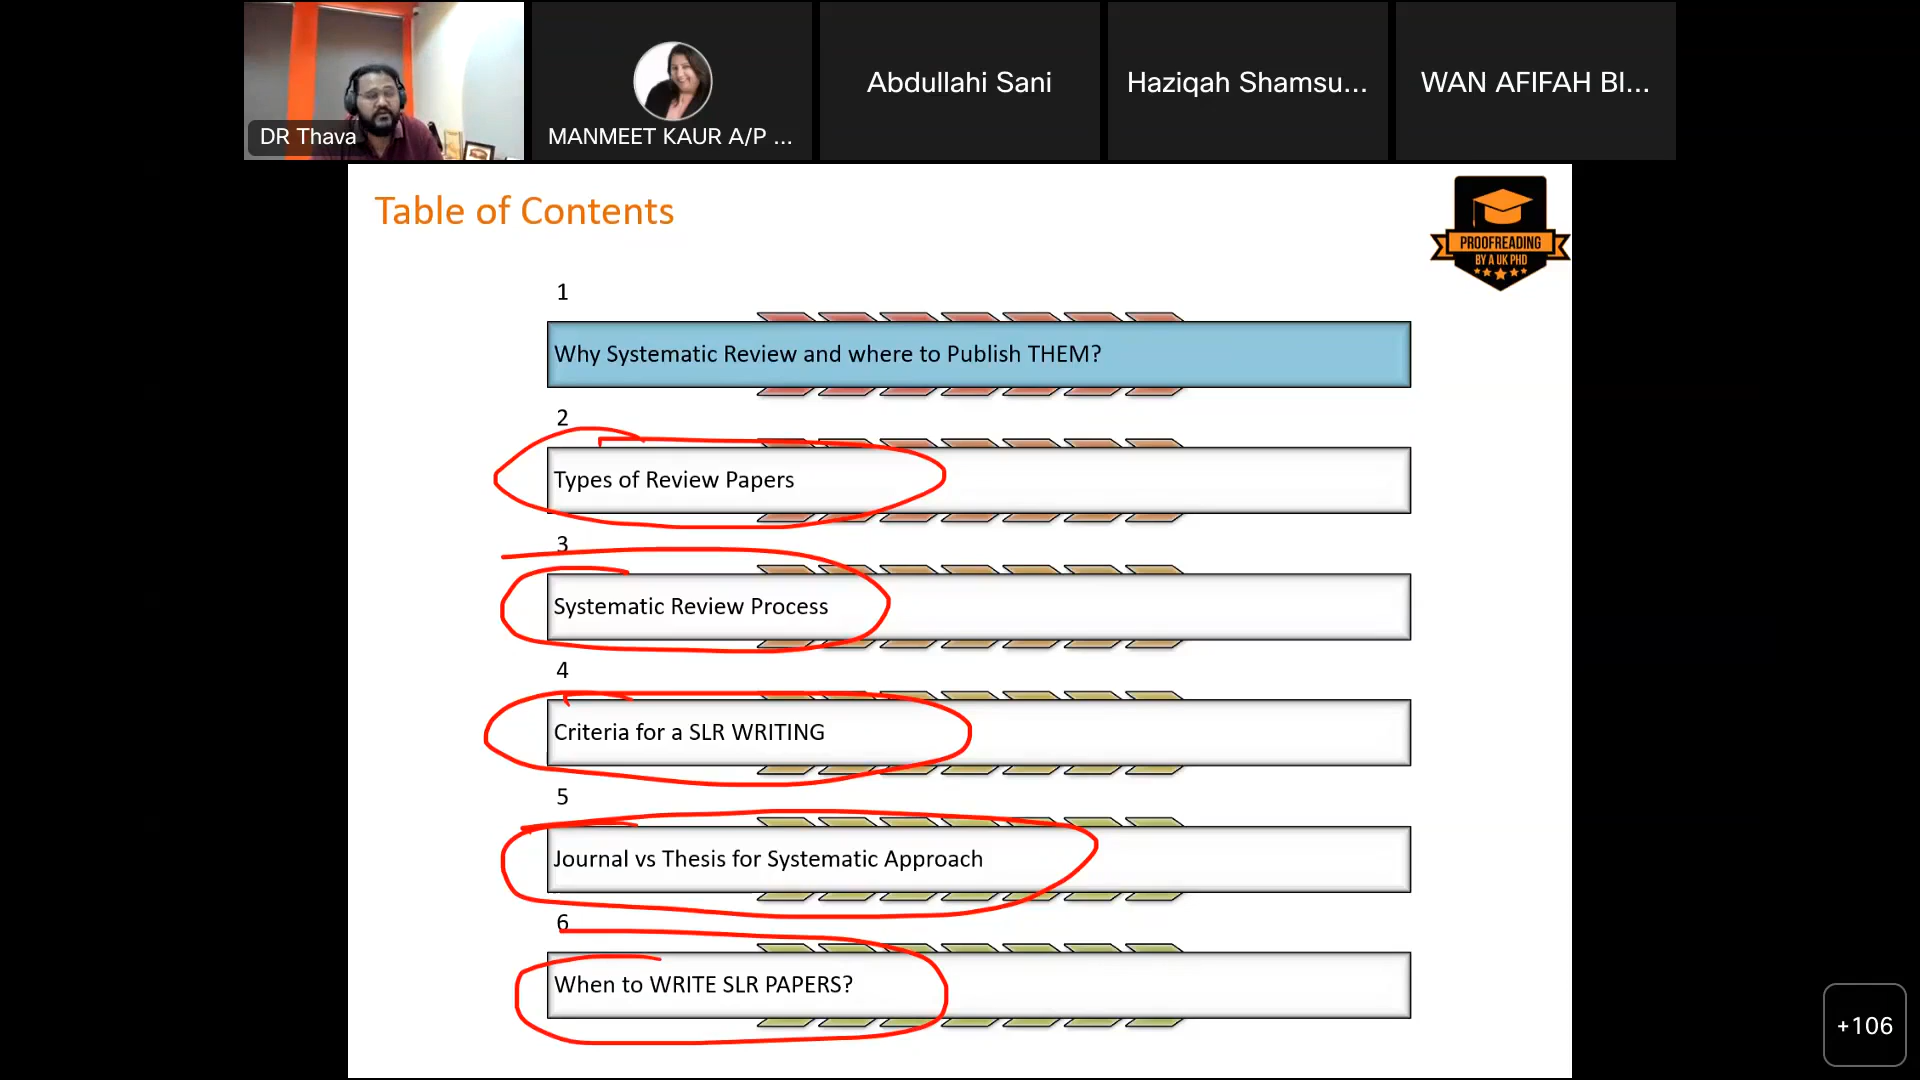 DR Thava
MANMEET KAUR A/P ...
Abdullahi Sani
Haziqah Shamsu...
WAN AFIFAH BI...
Table of Contents
PROOFREADING
BY A UK PHD
1
Why Systematic Review and where to Publish THEM?
2
Types of Review Papers
3
Systematic Review Process
4
Criteria for a SLR WRITING
5
Journal vs Thesis for Systematic Approach
6
When to WRITE SLR PAPERS?
+106